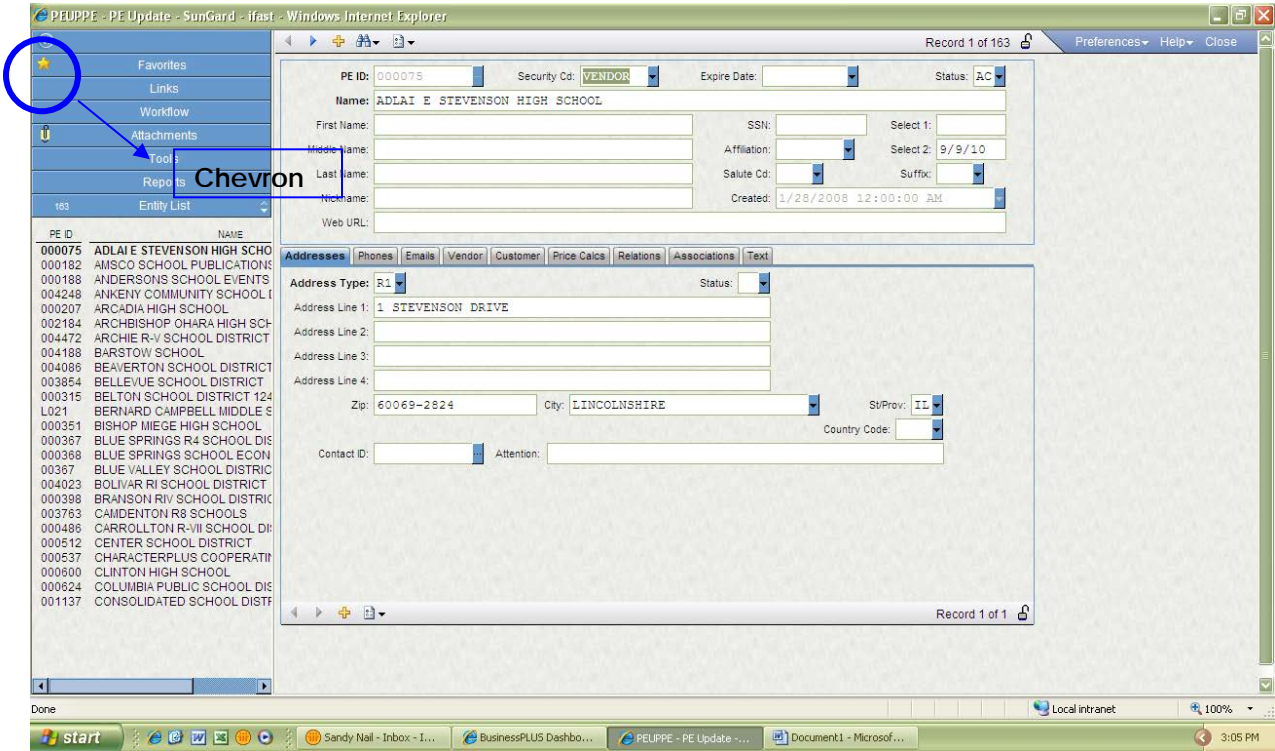 PEUPPE - PE Update - SunGard - ifast - Windows Internet Explorer
Record 1 of 163
Preferences Help Close
Favorites
Links
Workflow
Attachments
Tools
Reports
Chevron
163 Entity List
PE ID NAME
000075 ADLAI E STEVENSON HIGH SCHO
000182 AMSCO SCHOOL PUBLICATIONS
000188 ANDERSONS SCHOOL EVENTS
004248 ANKENY COMMUNITY SCHOOL
000207 ARCADIA HIGH SCHOOL
002184 ARCHBISHOP OHARA HIGH SCH
004472 ARCHIE R-V SCHOOL DISTRICT
004188 BARSTOW SCHOOL
004086 BEAVERTON SCHOOL DISTRICT
003854 BELLEVUE SCHOOL DISTRICT
000315 BELTON SCHOOL DISTRICT 124
L021 BERNARD CAMPBELL MIDDLE S
000351 BISHOP MIEGE HIGH SCHOOL
000367 BLUE SPRINGS R4 SCHOOL DIS
000368 BLUE SPRINGS SCHOOL ECON
00367 BLUE VALLEY SCHOOL DISTRIC
004023 BOLIVAR RI SCHOOL DISTRICT
000398 BRANSON RIV SCHOOL DISTRIC
003763 CAMDENTON R8 SCHOOLS
000486 CARROLLTON R-VII SCHOOL DI
000512 CENTER SCHOOL DISTRICT
000537 CHARACTERPLUS COOPERATIN
000600 CLINTON HIGH SCHOOL
000624 COLUMBIA PUBLIC SCHOOL DIS
001137 CONSOLIDATED SCHOOL DISTR
PE ID: 000075 Security Cd: VENDOR Expire Date: Status: AC
Name: ADLAI E STEVENSON HIGH SCHOOL
First Name: SSN: Select 1:
Middle Name: Affiliation: Select 2: 9/9/10
Last Name: Salute Cd: Suffix:
Nickname: Created: 1/28/2008 12:00:00 AM
Web URL:
Addresses Phones Emails Vendor Customer Price Calcs Relations Associations Text
Address Type: R1 Status:
Address Line 1: 1 STEVENSON DRIVE
Address Line 2:
Address Line 3:
Address Line 4:
Zip: 60069-2824 City: LINCOLNSHIRE St/Prov: IL
Country Code:
Contact ID: Attention:
Record 1 of 1
Done Local intranet 100%
start Sandy Nail - Inbox - I... BusinessPLUS Dashbo... PEUPPE - PE Update -... Document1 - Microsof... 3:05 PM